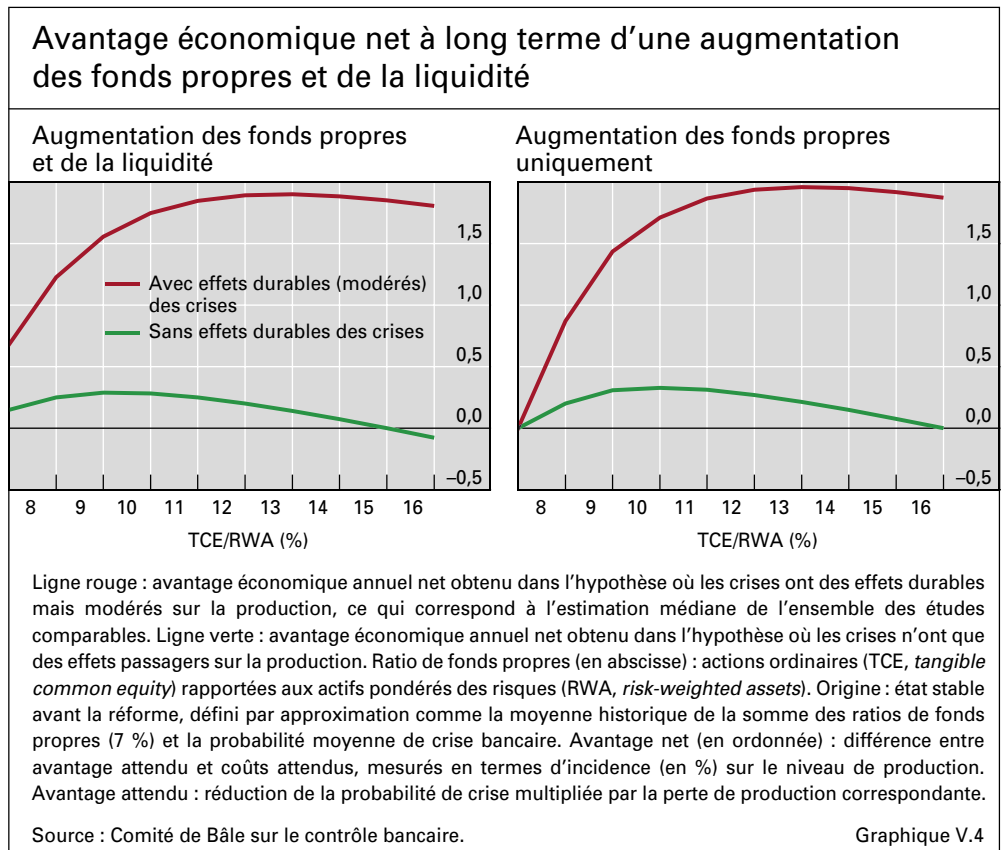 Avantage économique net à long terme d'une augmentation
des fonds propres et de la liquidité
Augmentation des fonds propres
et de la liquidité
1,5
1,0
0,5
0,0
–0,5
Avec effets durables (modérés)
des crises
Sans effets durables des crises
8 9 10 11 12 13 14 15 16
TCE/RWA (%)
Augmentation des fonds propres
uniquement
1,5
1,0
0,5
0,0
–0,5
8 9 10 11 12 13 14 15 16
TCE/RWA (%)
Ligne rouge : avantage économique annuel net obtenu dans l'hypothèse où les crises ont des effets durables
mais modérés sur la production, ce qui correspond à l'estimation médiane de l'ensemble des études
comparables. Ligne verte : avantage économique annuel net obtenu dans l'hypothèse où les crises n'ont que
des effets passagers sur la production. Ratio de fonds propres (en abscisse) : actions ordinaires (TCE, tangible
common equity) rapportées aux actifs pondérés des risques (RWA, risk-weighted assets). Origine : état stable
avant la réforme, défini par approximation comme la moyenne historique de la somme des ratios de fonds
propres (7 %) et la probabilité moyenne de crise bancaire. Avantage net (en ordonnée) : différence entre
avantage attendu et coûts attendus, mesurés en termes d'incidence (en %) sur le niveau de production.
Avantage attendu : réduction de la probabilité de crise multipliée par la perte de production correspondante.
Source : Comité de Bâle sur le contrôle bancaire.
Graphique V.4